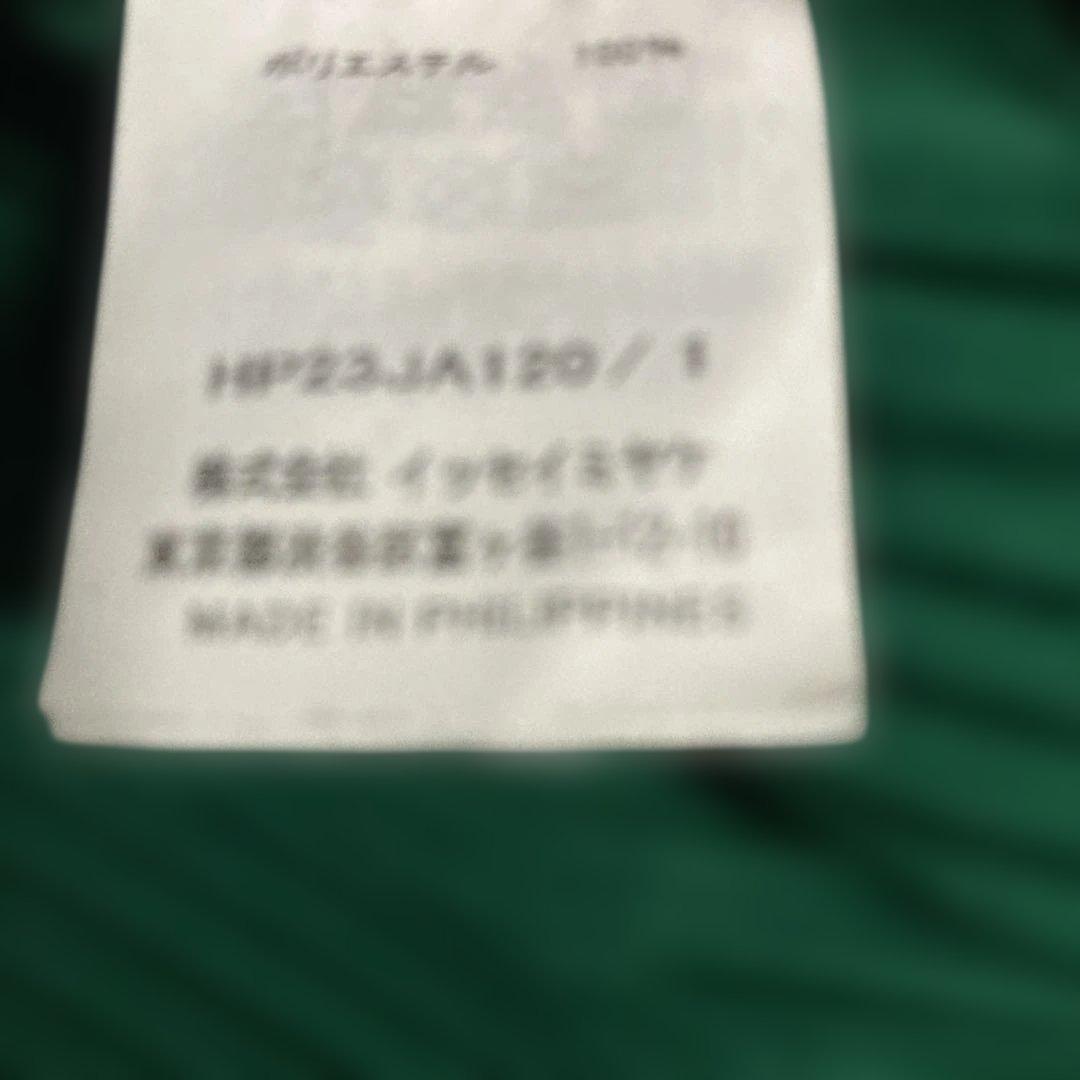 ポリエステル 100%
HP23JA120/ 1
株式会社 イッセイミヤケ
東京都渋谷区富ヶ谷
MADE IN PHILIPPINES